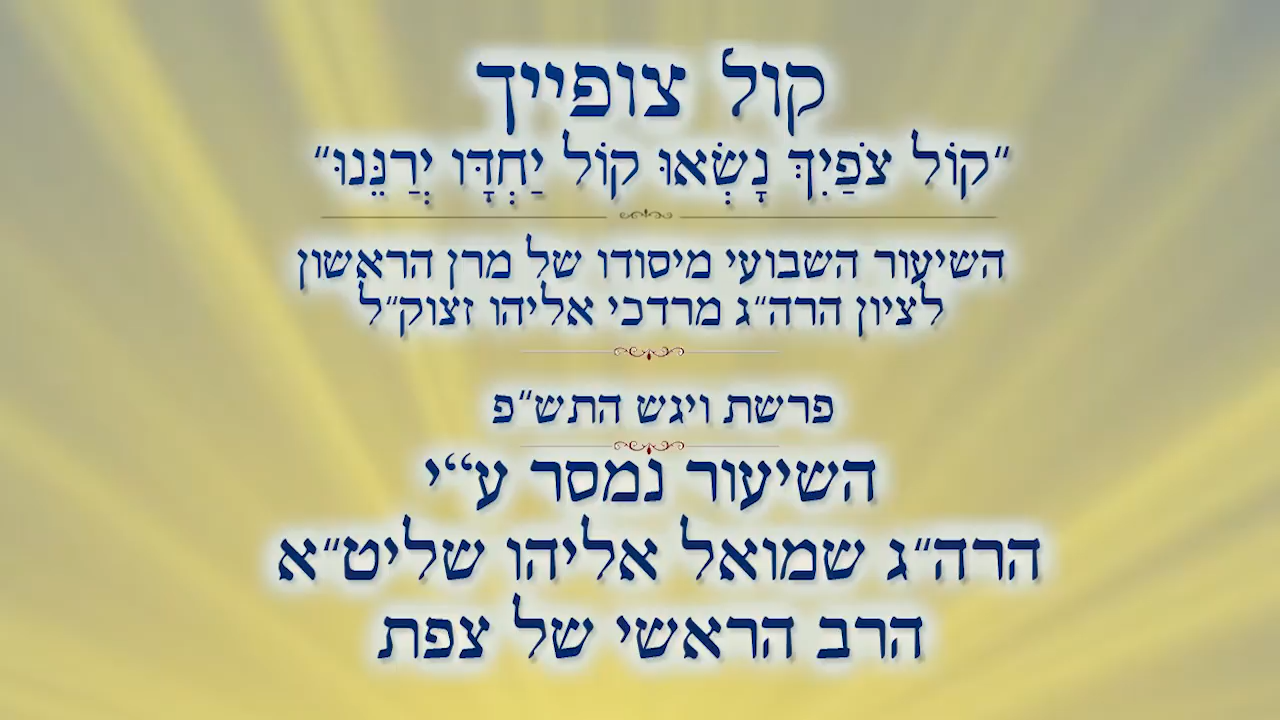 קול צופייך
"קוֹל צֹפַיִךְ נָשְׂאוּ קוֹל יַחְדָּו יְרַנֵּנוּ"
השיעור השבועי מיסודו של מרן הראשון
לציון הרה"ג מרדכי אליהו זצוק"ל
פרשת ויגש התש"פ
השיעור נמסר ע"י
הרה"ג שמואל אליהו שליט"א
הרב הראשי של צפת